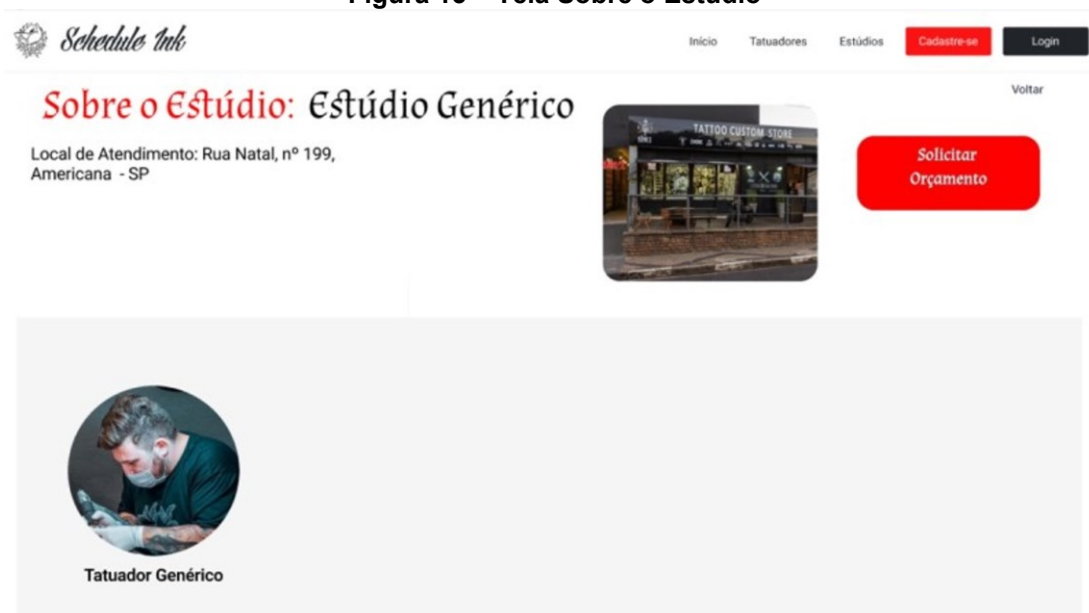 Schedule Ink
Início Tatuadores Estúdios Cadastre-se Login
Voltar
Sobre o Estúdio: Estúdio Genérico
Local de Atendimento: Rua Natal, nº 199,
Americana - SP
TATTOO CUSTOM STORE
Solicitar
Orçamento
Tatuador Genérico